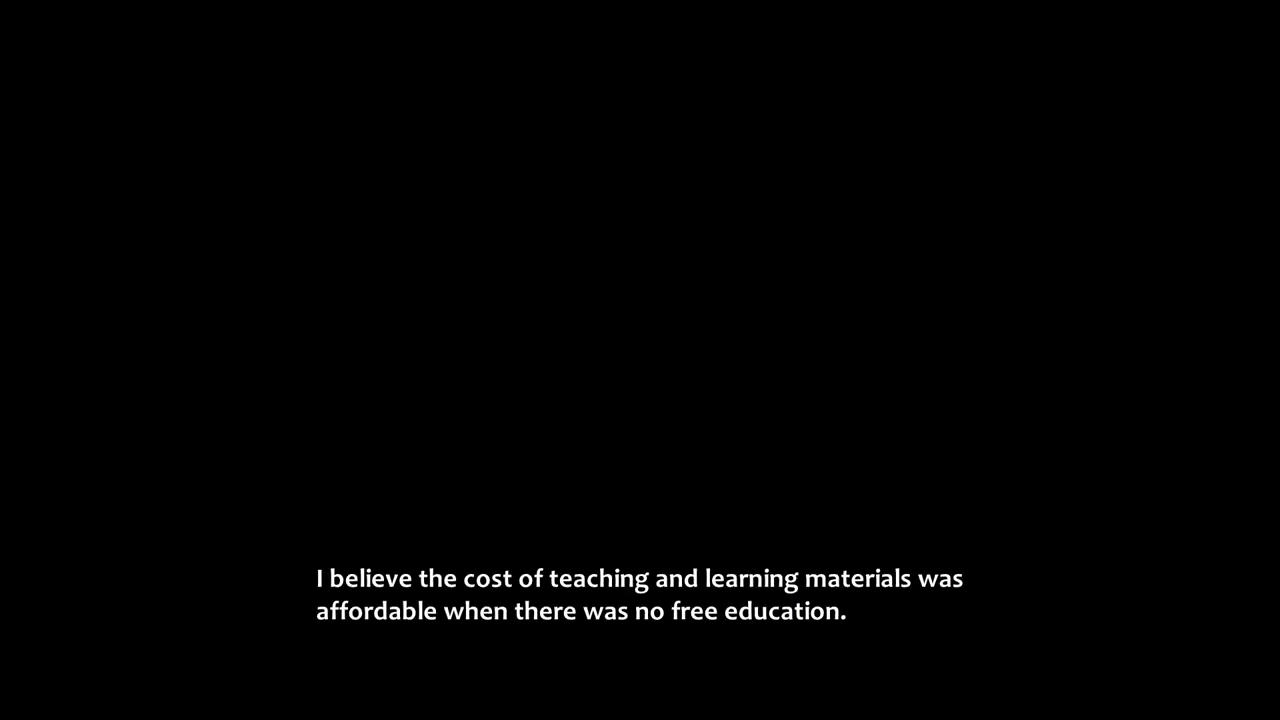 I believe the cost of teaching and learning materials was
affordable when there was no free education.